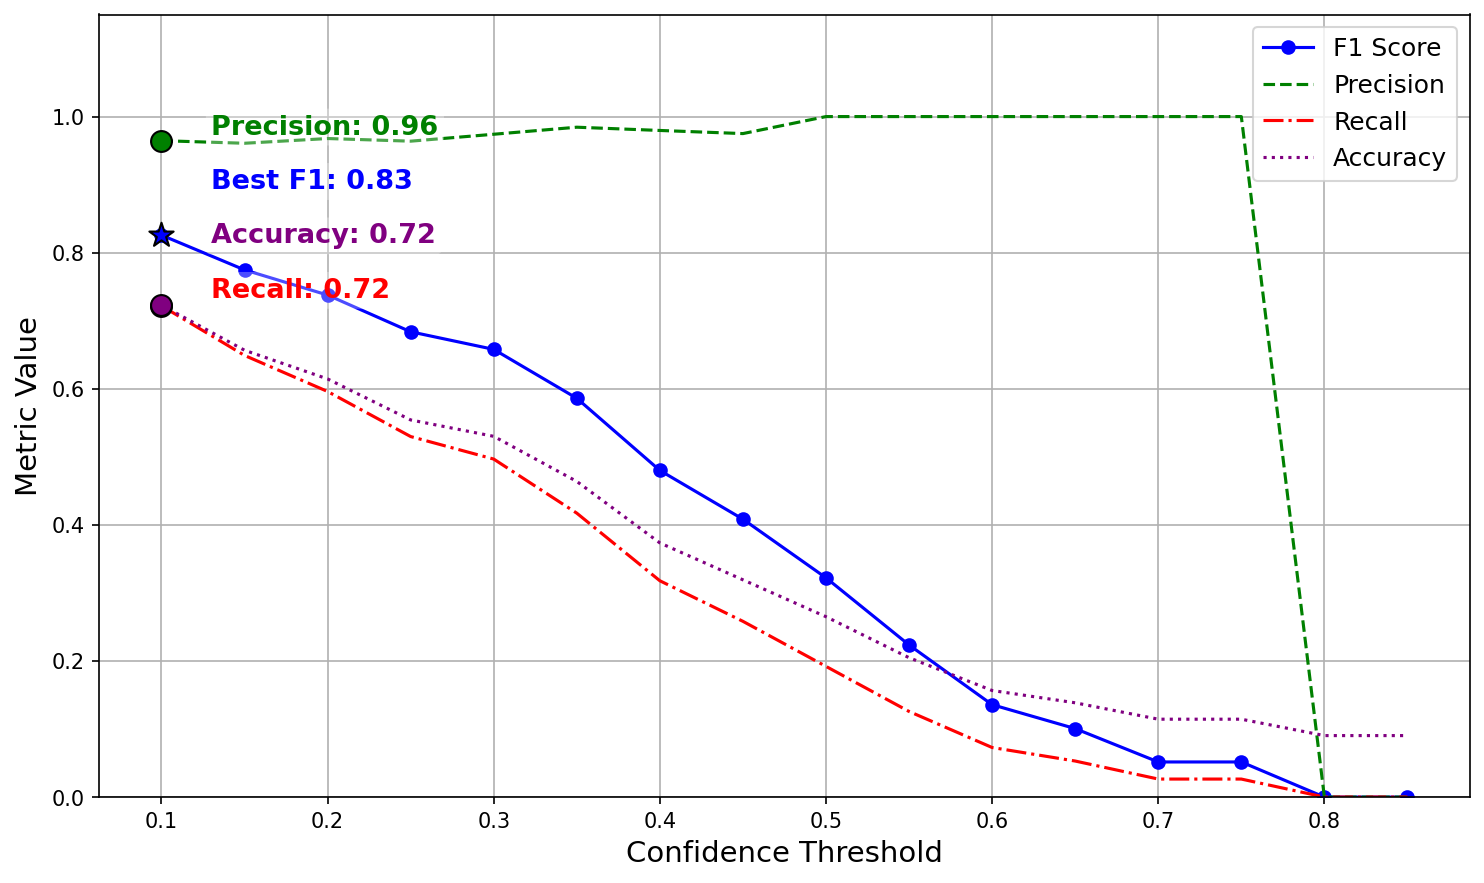 F1 Score
Precision
Recall
Accuracy
Precision: 0.96
Best F1: 0.83
Accuracy: 0.72
Recall: 0.72
Metric Value
1.0
0.8
0.6
0.4
0.2
0.0
0.1 0.2 0.3 0.4 0.5 0.6 0.7 0.8
Confidence Threshold